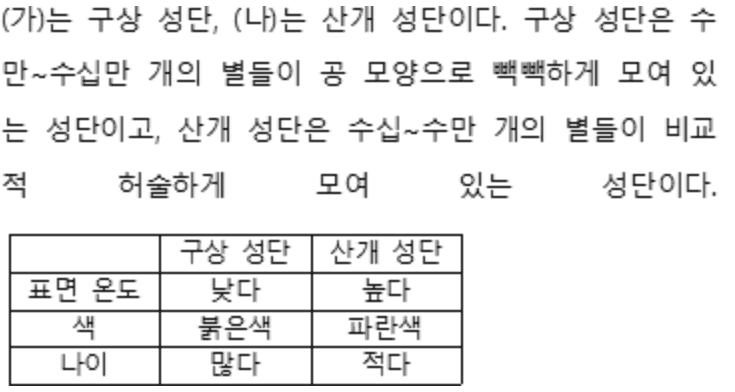 (가)는 구상 성단, (나)는 산개 성단이다. 구상 성단은 수
만~수십만 개의 별들이 공 모양으로 빽빽하게 모여 있
는 성단이고, 산개 성단은 수십~수만 개의 별들이 비교
적 허술하게 모여 있는 성단이다.
구상 성단 산개 성단
표면 온도 낮다 높다
색 붉은색 파란색
나이 많다 적다